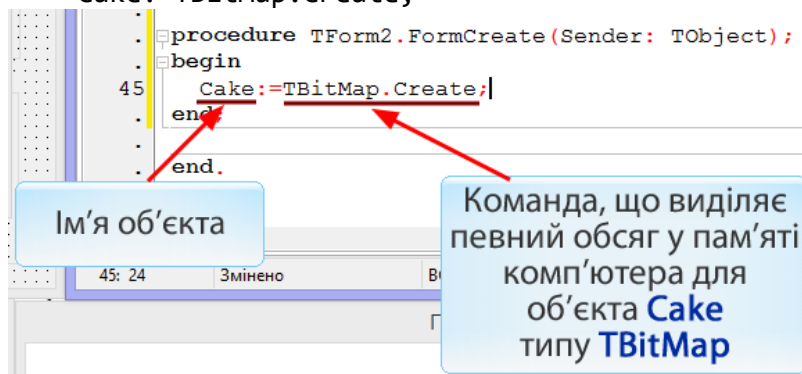 Cake: TBitMap.Create;
procedure TForm2.FormCreate(Sender: TObject);
begin
45 Cake:=TBitMap.Create;
end;
end.
Ім’я об’єкта
Команда, що виділяє
певний обсяг у пам’яті
комп’ютера для
об’єкта Cake
типу TBitMap
45: 24 Змінено